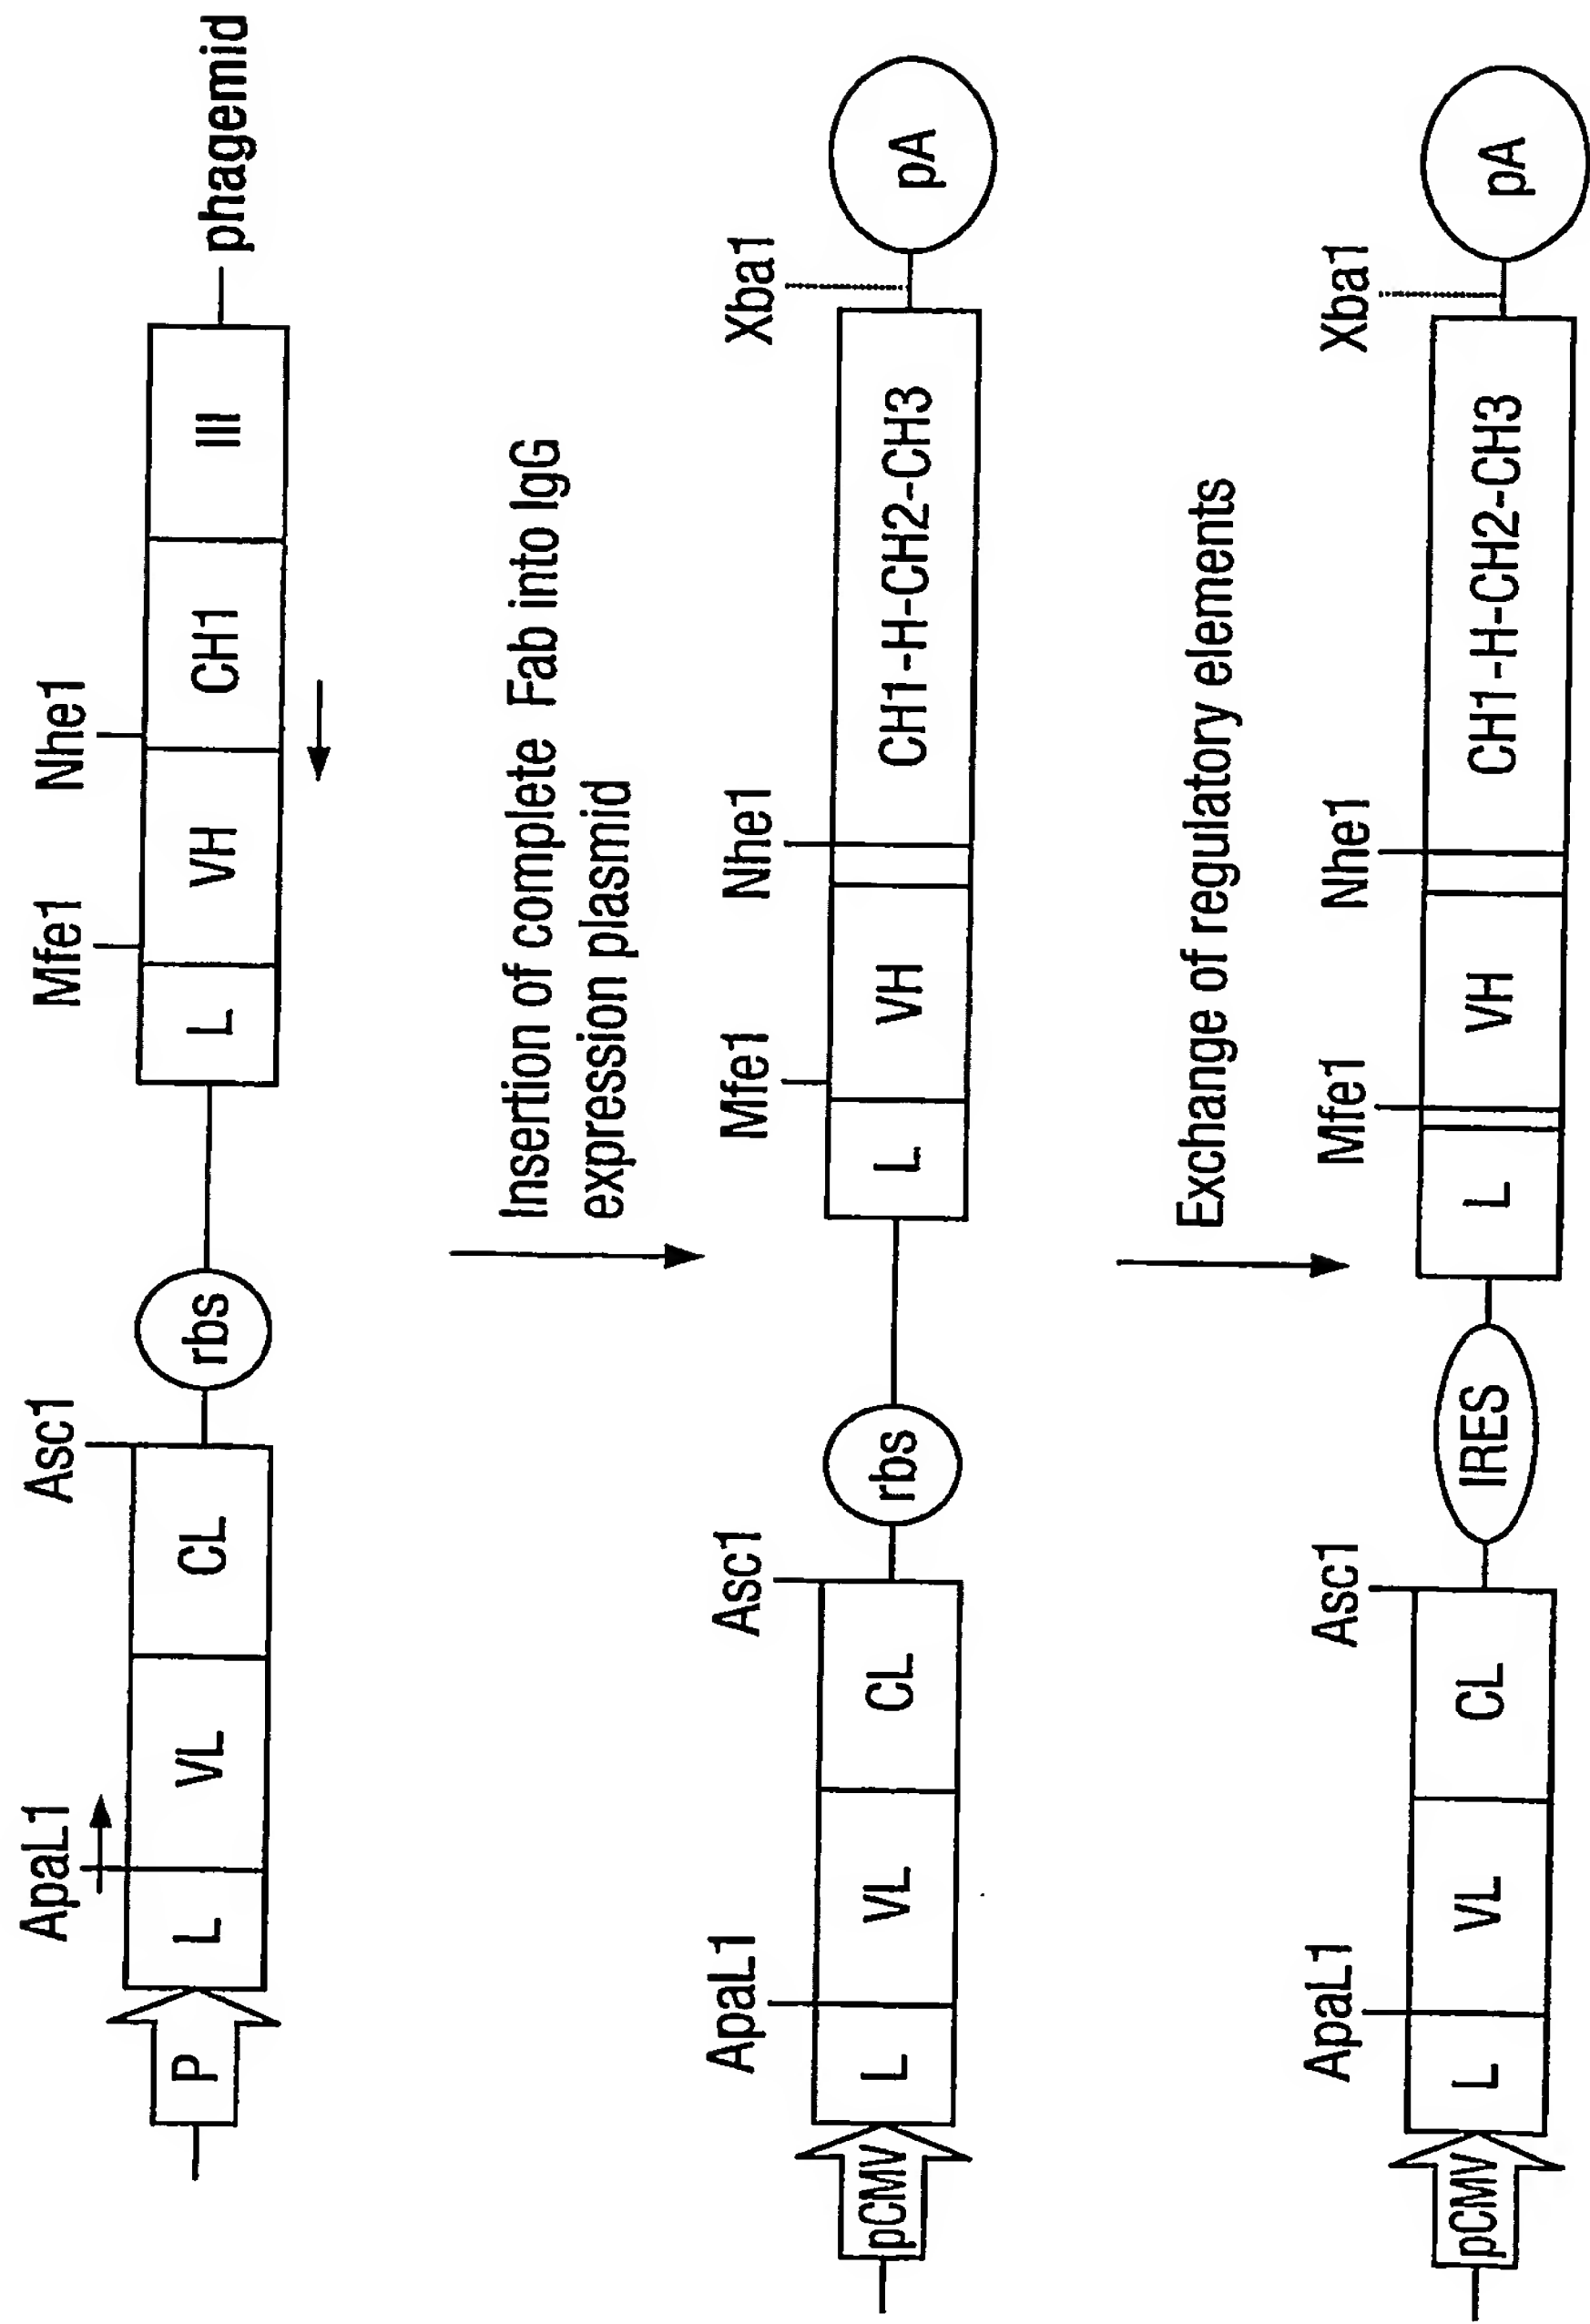 ApaL1 Asc1 Mfe1 Nhe1
P L VL CL rbs L VH CH1 III phagemid
Insertion of complete Fab into IgG
expression plasmid
ApaL1 Asc1 Mfe1 Nhe1 Xba1
pCMV L VL CL rbs L VH CH1-H-CH2-CH3 pA
Exchange of regulatory elements
ApaL1 Asc1 Mfe1 Nhe1 Xba1
pCMV L VL CL IRES L VH CH1-H-CH2-CH3 pA